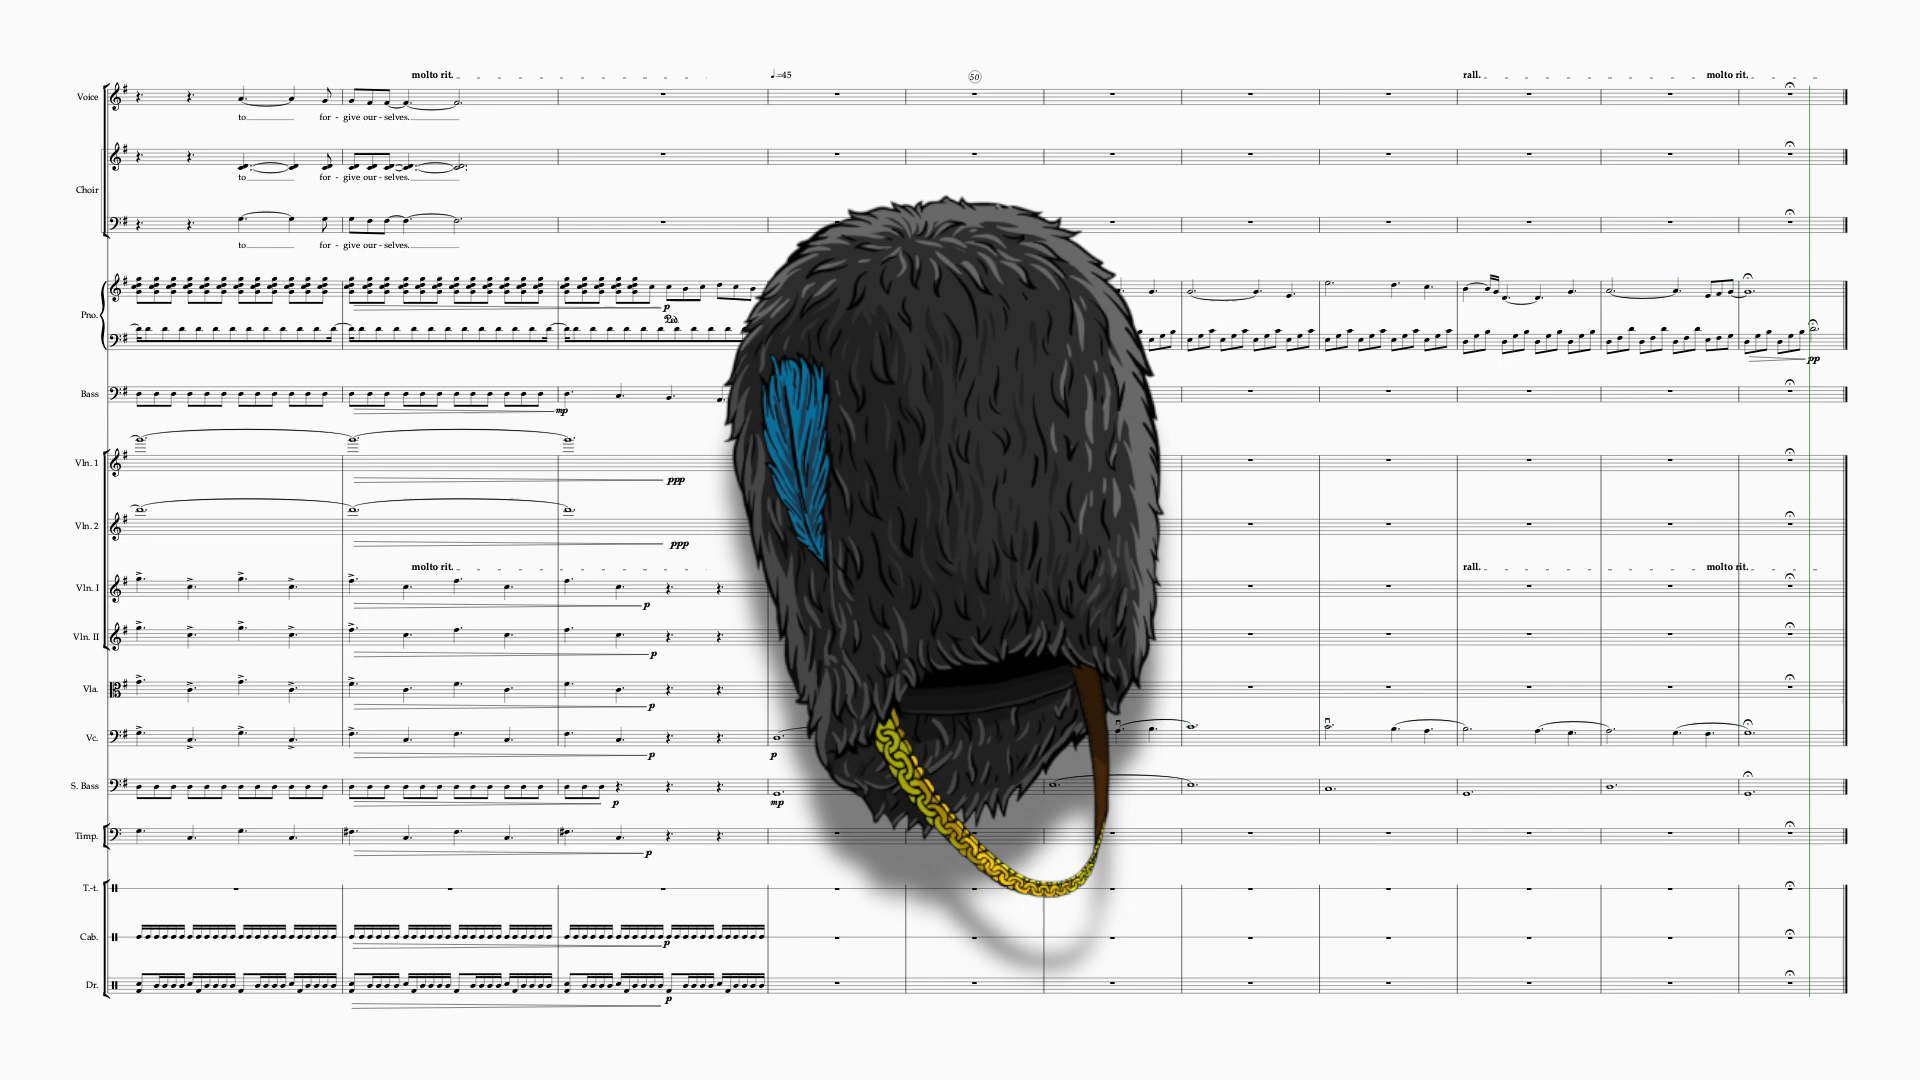 molto rit. ♩.=45 50 rall. molto rit.
Voice
to for - give our - selves.
to for - give our - selves.
Choir
to for - give our - selves.
p
Pno.
pp
Bass
mp
Vln. 1
ppp
Vln. 2
ppp
molto rit. rall. molto rit.
Vln. I
p
Vln. II
p
Vla.
p
Vc.
p p
S. Bass
p mp
Timp.
p
T.-t.
Cab.
p
Dr.
p